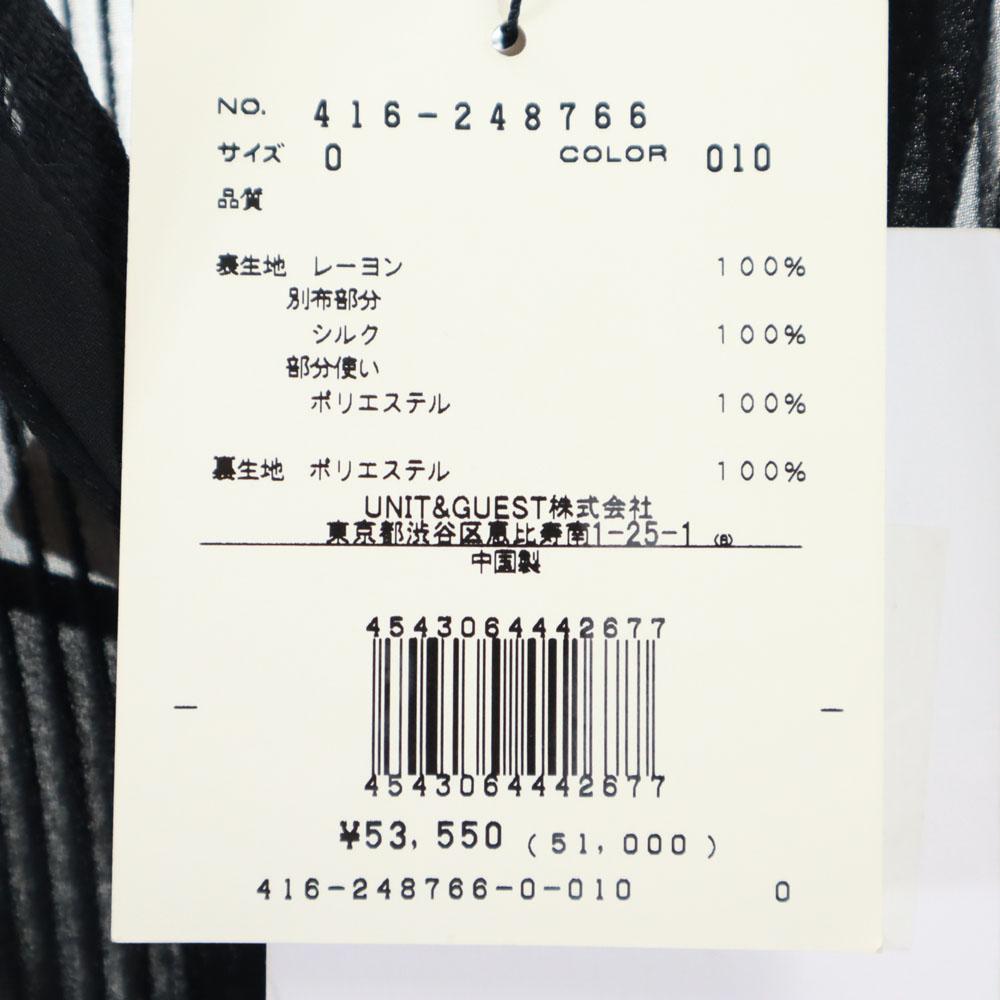 NO. 416-248766
サイズ 0 COLOR 010
品質
表生地 レーヨン 100%
別布部分
シルク 100%
部分使い
ポリエステル 100%
裏生地 ポリエステル 100%
UNIT&GUEST株式会社
東京都渋谷区恵比寿南1-25-1 (B)
中国製
4543064442677
4543064442677
¥53,550 (51,000)
416-248766-0-010 0